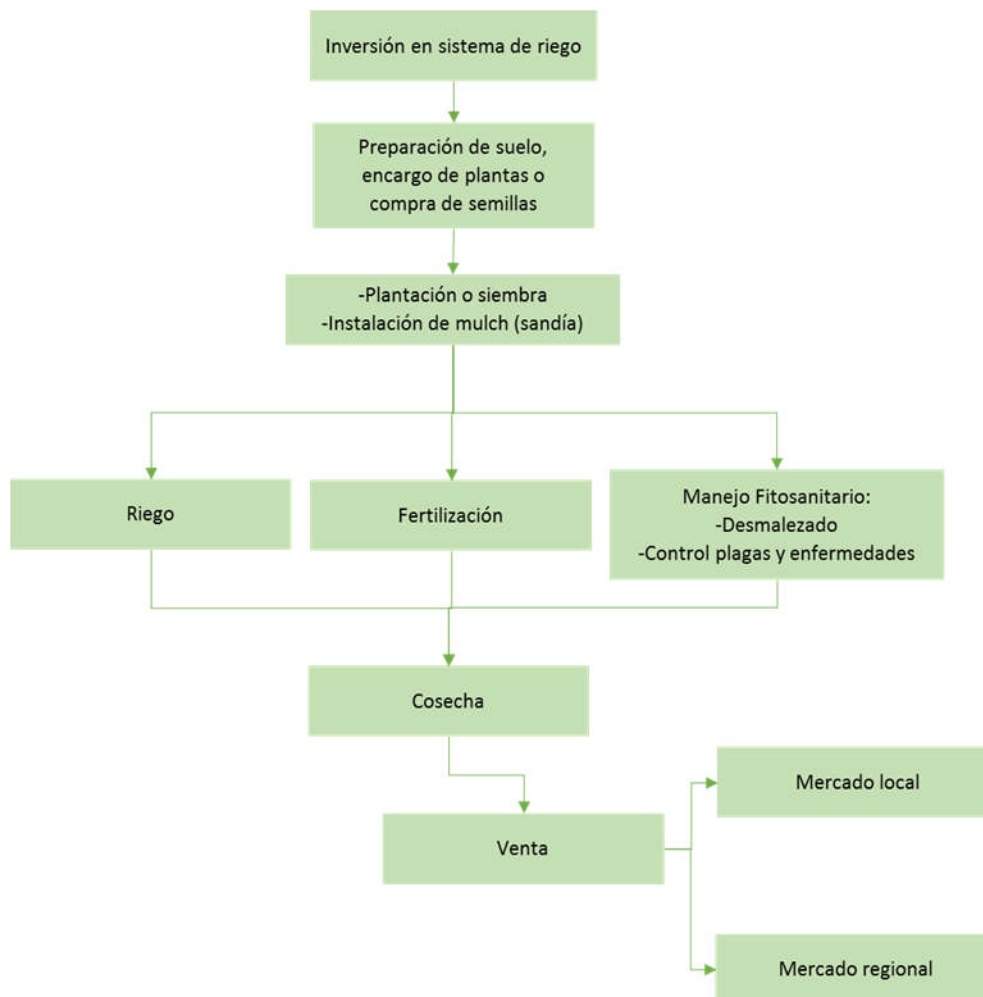 Inversión en sistema de riego
Preparación de suelo,
encargo de plantas o
compra de semillas
-Plantación o siembra
-Instalación de mulch (sandía)
Riego
Fertilización
Manejo Fitosanitario:
-Desmalezado
-Control plagas y enfermedades
Cosecha
Venta
Mercado local
Mercado regional